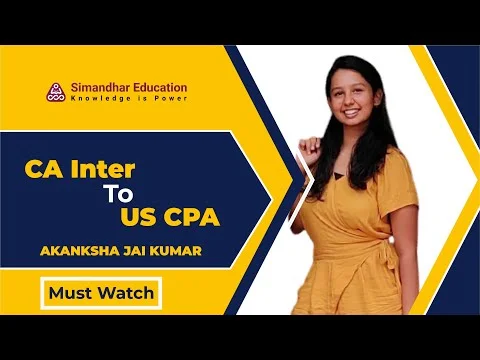 Simandhar Education
Knowledge is Power
CA Inter
To
US CPA
AKANKSHA JAI KUMAR
Must Watch